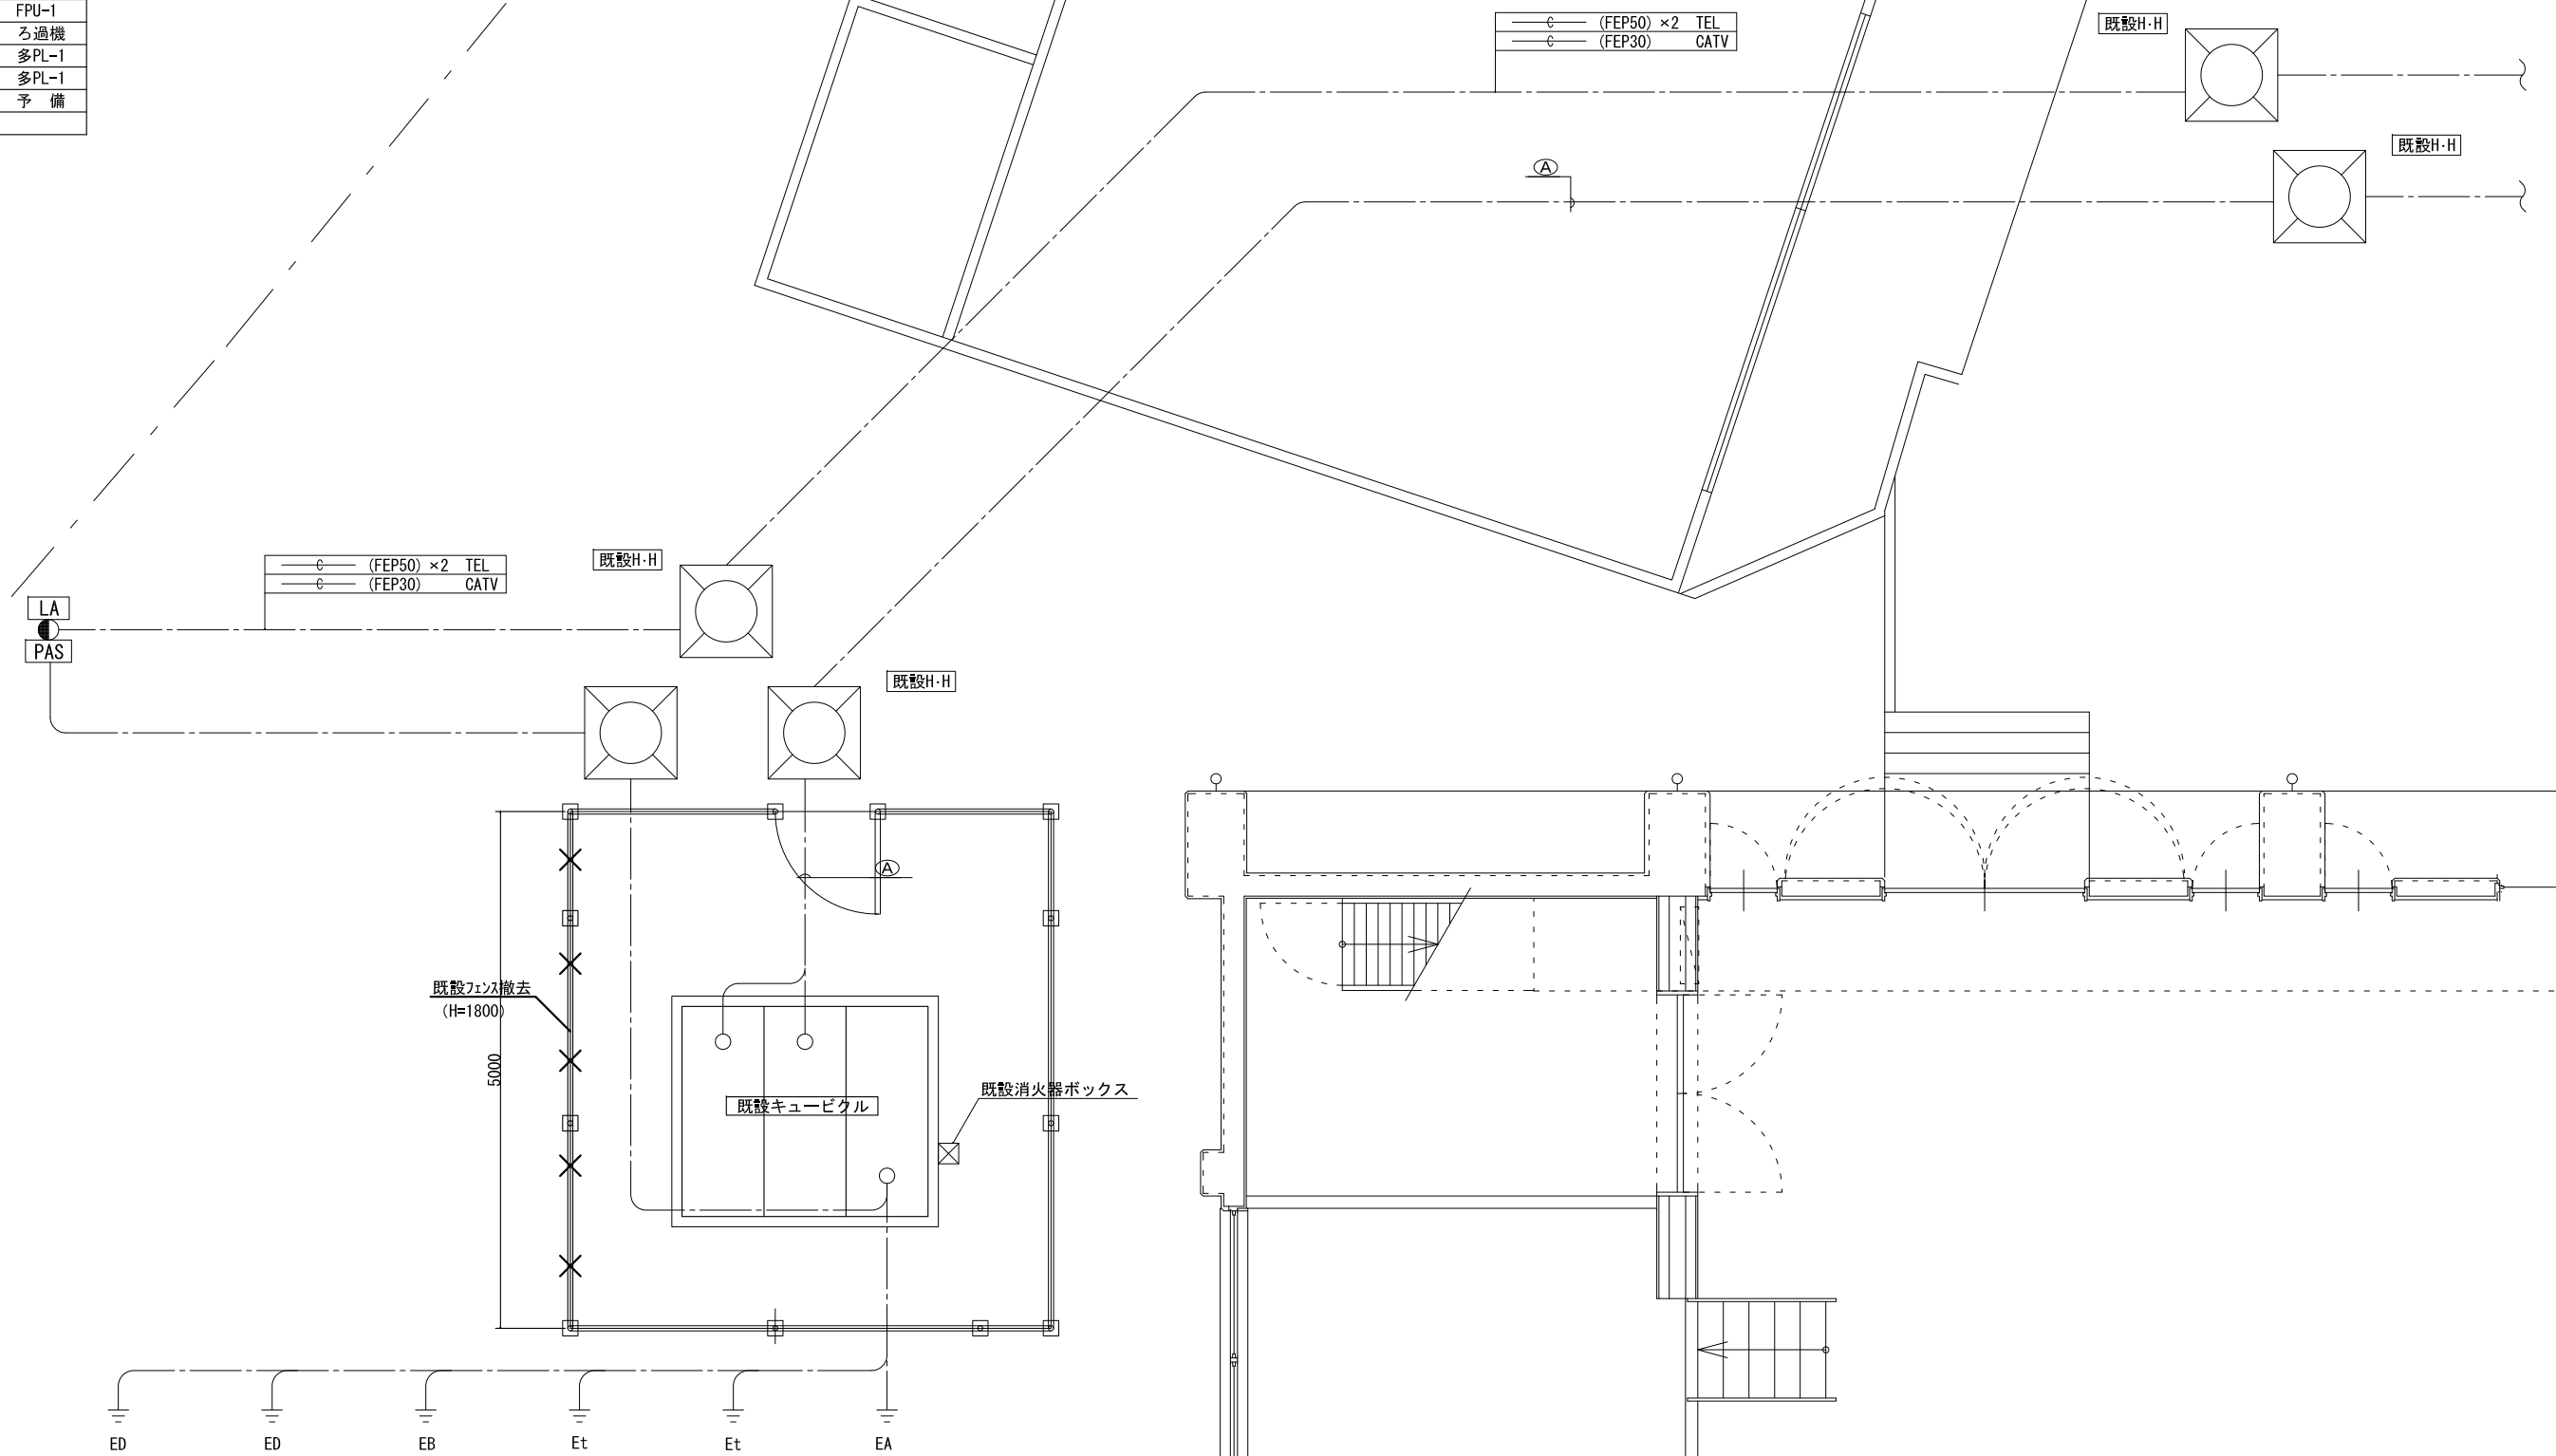 FPU-1
ろ過機
多PL-1
多PL-1
予 備
C (FEP50) ×2 TEL
C (FEP30) CATV
既設H・H
既設H・H
A
C (FEP50) ×2 TEL
C (FEP30) CATV
既設H・H
LA
PAS
既設H・H
A
既設フェンス撤去
(H=1800)
5000
既設消火器ボックス
既設キュービクル
ED
ED
EB
Et
Et
EA